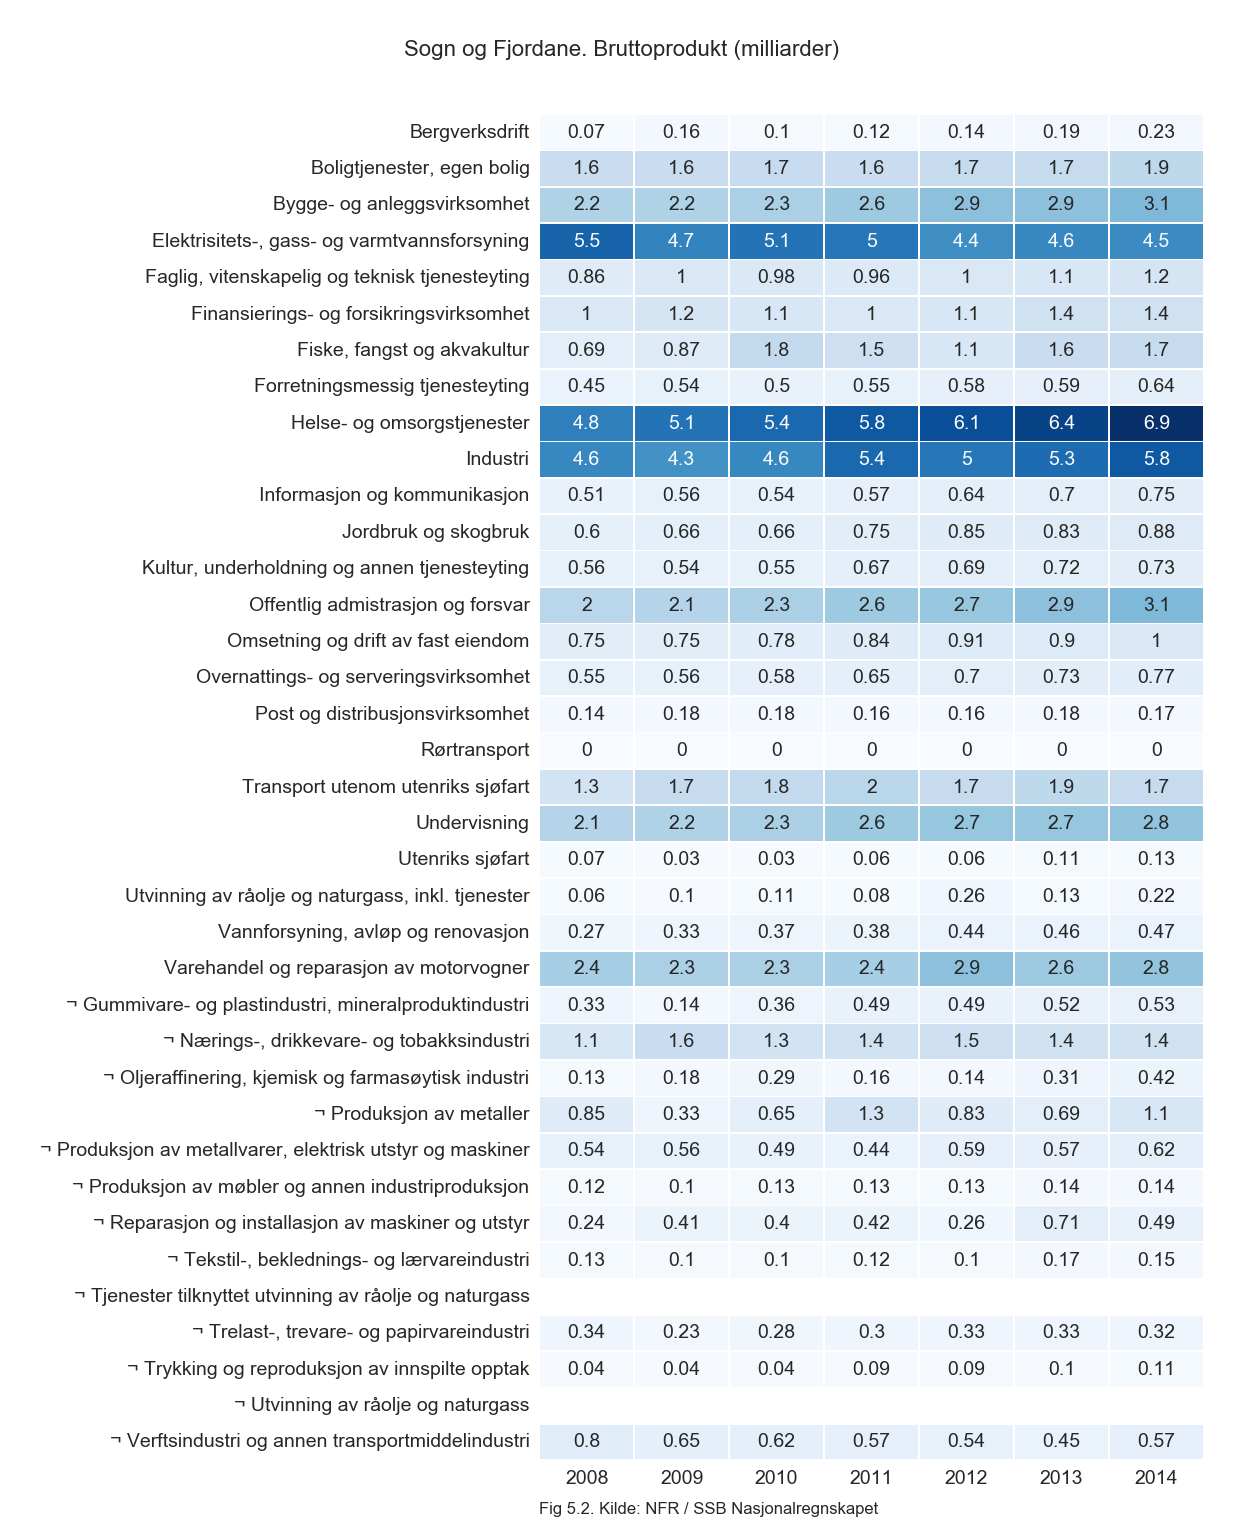 Sogn og Fjordane. Bruttoprodukt (milliarder)
Bergverksdrift 0.07 0.16 0.1 0.12 0.14 0.19 0.23
Boligtjenester, egen bolig 1.6 1.6 1.7 1.6 1.7 1.7 1.9
Bygge- og anleggsvirksomhet 2.2 2.2 2.3 2.6 2.9 2.9 3.1
Elektrisitets-, gass- og varmtvannsforsyning 5.5 4.7 5.1 5 4.4 4.6 4.5
Faglig, vitenskapelig og teknisk tjenesteyting 0.86 1 0.98 0.96 1 1.1 1.2
Finansierings- og forsikringsvirksomhet 1 1.2 1.1 1 1.1 1.4 1.4
Fiske, fangst og akvakultur 0.69 0.87 1.8 1.5 1.1 1.6 1.7
Forretningsmessig tjenesteyting 0.45 0.54 0.5 0.55 0.58 0.59 0.64
Helse- og omsorgstjenester 4.8 5.1 5.4 5.8 6.1 6.4 6.9
Industri 4.6 4.3 4.6 5.4 5 5.3 5.8
Informasjon og kommunikasjon 0.51 0.56 0.54 0.57 0.64 0.7 0.75
Jordbruk og skogbruk 0.6 0.66 0.66 0.75 0.85 0.83 0.88
Kultur, underholdning og annen tjenesteyting 0.56 0.54 0.55 0.67 0.69 0.72 0.73
Offentlig admistrasjon og forsvar 2 2.1 2.3 2.6 2.7 2.9 3.1
Omsetning og drift av fast eiendom 0.75 0.75 0.78 0.84 0.91 0.9 1
Overnattings- og serveringsvirksomhet 0.55 0.56 0.58 0.65 0.7 0.73 0.77
Post og distribusjonsvirksomhet 0.14 0.18 0.18 0.16 0.16 0.18 0.17
Rørtransport 0 0 0 0 0 0 0
Transport utenom utenriks sjøfart 1.3 1.7 1.8 2 1.7 1.9 1.7
Undervisning 2.1 2.2 2.3 2.6 2.7 2.7 2.8
Utenriks sjøfart 0.07 0.03 0.03 0.06 0.06 0.11 0.13
Utvinning av råolje og naturgass, inkl. tjenester 0.06 0.1 0.11 0.08 0.26 0.13 0.22
Vannforsyning, avløp og renovasjon 0.27 0.33 0.37 0.38 0.44 0.46 0.47
Varehandel og reparasjon av motorvogner 2.4 2.3 2.3 2.4 2.9 2.6 2.8
¬ Gummivare- og plastindustri, mineralproduktindustri 0.33 0.14 0.36 0.49 0.49 0.52 0.53
¬ Nærings-, drikkevare- og tobakksindustri 1.1 1.6 1.3 1.4 1.5 1.4 1.4
¬ Oljeraffinering, kjemisk og farmasøytisk industri 0.13 0.18 0.29 0.16 0.14 0.31 0.42
¬ Produksjon av metaller 0.85 0.33 0.65 1.3 0.83 0.69 1.1
¬ Produksjon av metallvarer, elektrisk utstyr og maskiner 0.54 0.56 0.49 0.44 0.59 0.57 0.62
¬ Produksjon av møbler og annen industriproduksjon 0.12 0.1 0.13 0.13 0.13 0.14 0.14
¬ Reparasjon og installasjon av maskiner og utstyr 0.24 0.41 0.4 0.42 0.26 0.71 0.49
¬ Tekstil-, beklednings- og lærvareindustri 0.13 0.1 0.1 0.12 0.1 0.17 0.15
¬ Tjenester tilknyttet utvinning av råolje og naturgass
¬ Trelast-, trevare- og papirvareindustri 0.34 0.23 0.28 0.3 0.33 0.33 0.32
¬ Trykking og reproduksjon av innspilte opptak 0.04 0.04 0.04 0.09 0.09 0.1 0.11
¬ Utvinning av råolje og naturgass
¬ Verftsindustri og annen transportmiddelindustri 0.8 0.65 0.62 0.57 0.54 0.45 0.57
2008 2009 2010 2011 2012 2013 2014
Fig 5.2. Kilde: NFR / SSB Nasjonalregnskapet